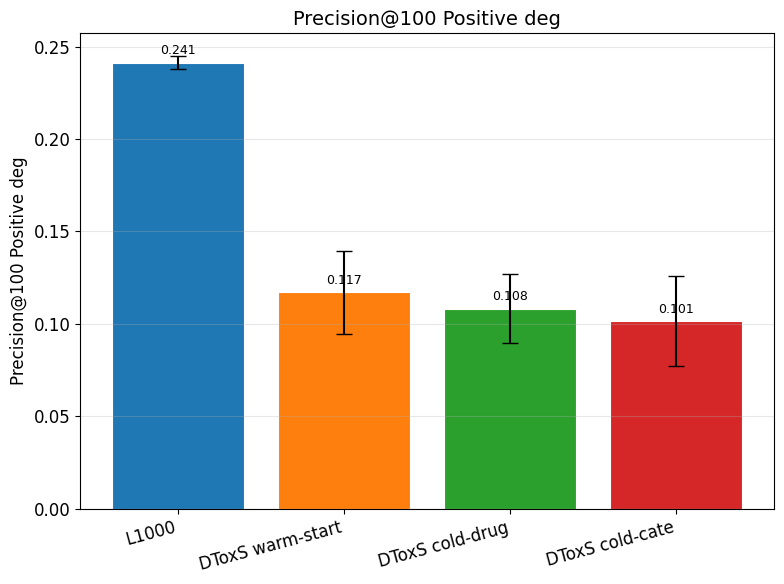 Precision@100 Positive deg
Precision@100 Positive deg
0.25
0.20
0.15
0.10
0.05
0.00
0.241
0.117
0.108
0.101
L1000
DToxS warm-start
DToxS cold-drug
DToxS cold-cate